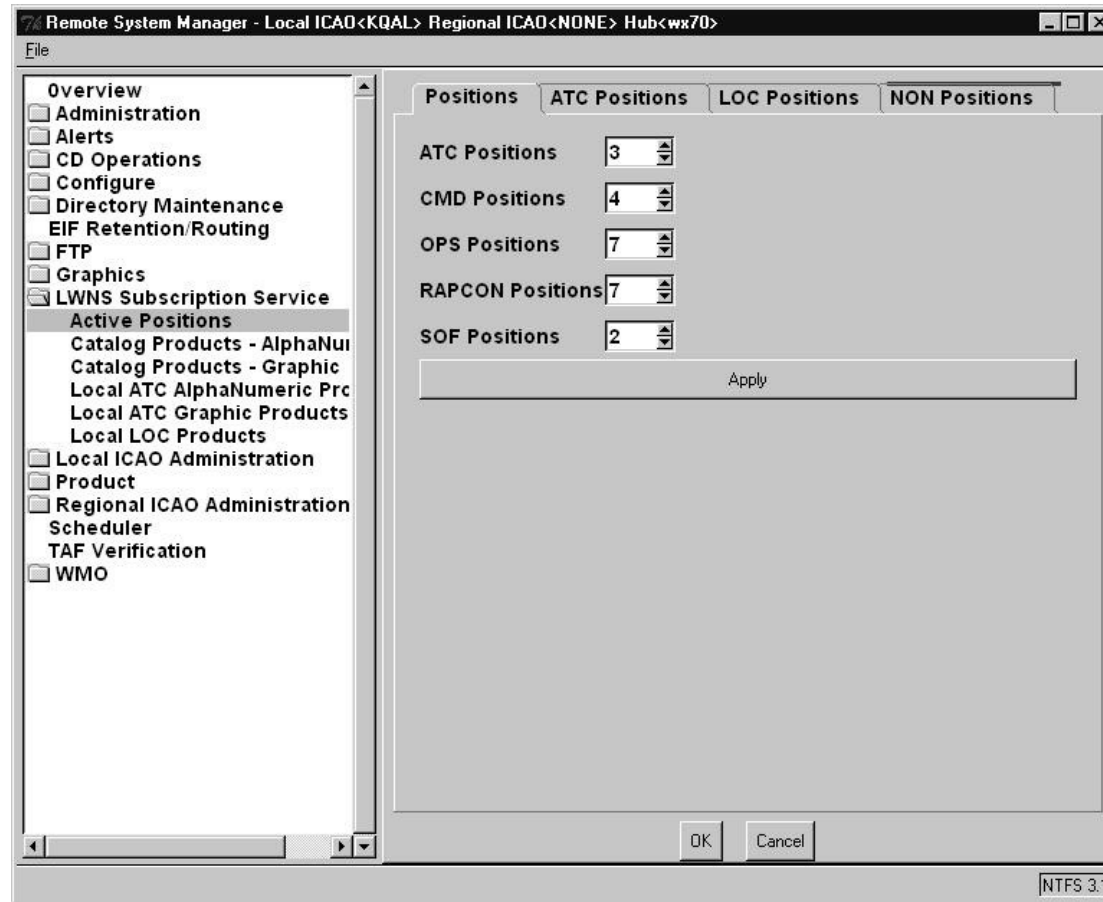 Remote System Manager - Local ICAO<KQAL> Regional ICAO<NONE> Hub<wx70>
File
Overview
Administration
Alerts
CD Operations
Configure
Directory Maintenance
EIF Retention/Routing
FTP
Graphics
LWNS Subscription Service
Active Positions
Catalog Products - AlphaNu
Catalog Products - Graphic
Local ATC AlphaNumeric Pro
Local ATC Graphic Products
Local LOC Products
Local ICAO Administration
Product
Regional ICAO Administration
Scheduler
TAF Verification
WMO
Positions ATC Positions LOC Positions NON Positions
ATC Positions 3
CMD Positions 4
OPS Positions 7
RAPCON Positions 7
SOF Positions 2
Apply
OK Cancel
NTFS 3.